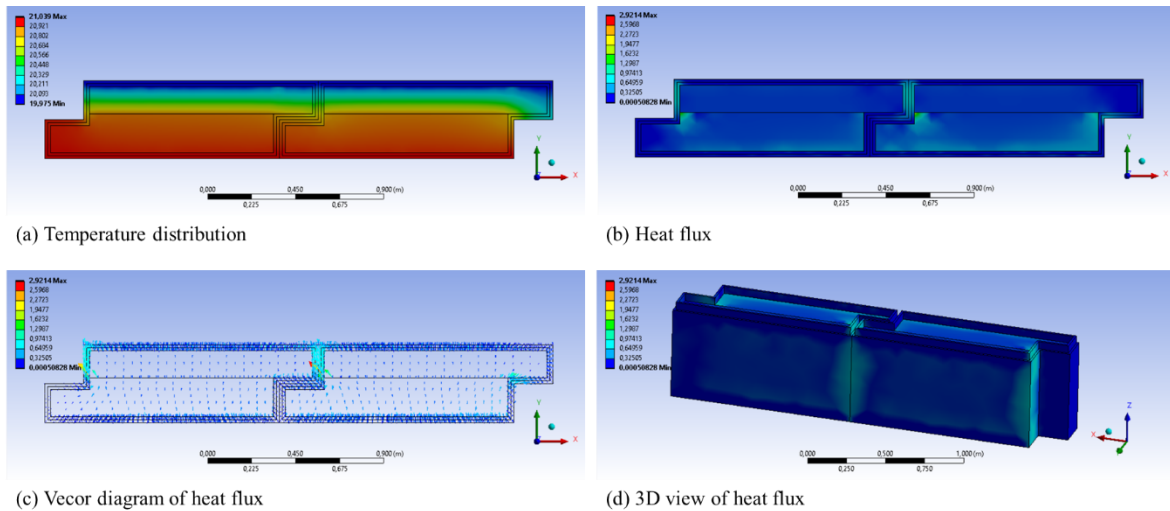 21,039 Max
20,921
20,802
20,684
20,566
20,448
20,329
20,211
20,093
19,975 Min
0,000
0,450
0,900 (m)
0,225
0,675
Y
Z
X
(a) Temperature distribution
2,9214 Max
2,5968
2,2723
1,9477
1,6232
1,2987
0,97413
0,64959
0,32505
0,00050828 Min
0,000
0,450
0,900 (m)
0,225
0,675
Y
Z
X
(b) Heat flux
2,9214 Max
2,5968
2,2723
1,9477
1,6232
1,2987
0,97413
0,64959
0,32505
0,00050828 Min
0,000
0,450
0,900 (m)
0,225
0,675
Y
Z
X
(c) Vecor diagram of heat flux
2,9214 Max
2,5968
2,2723
1,9477
1,6232
1,2987
0,97413
0,64959
0,32505
0,00050828 Min
0,000
0,500
1,000 (m)
0,250
0,750
Z
X
(d) 3D view of heat flux